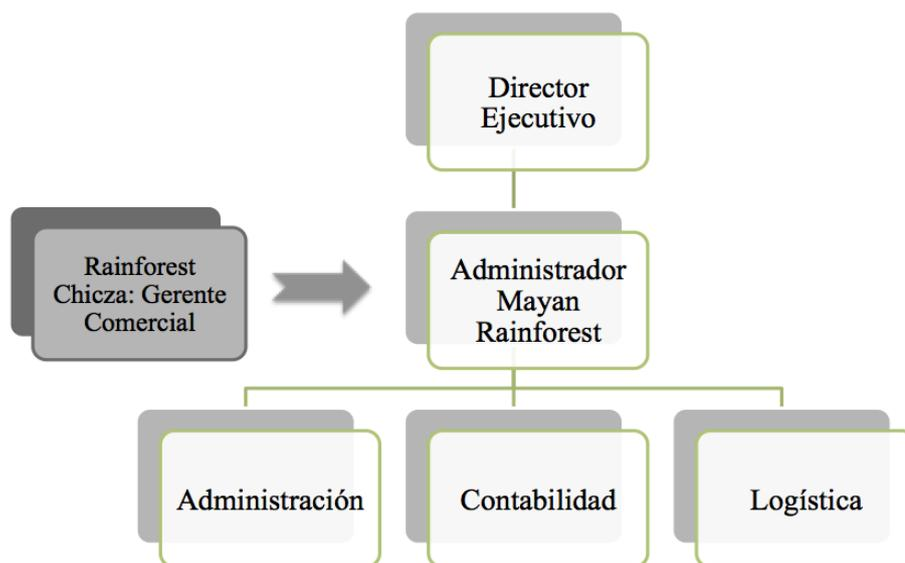 Director
Ejecutivo
Rainforest
Chicza: Gerente
Comercial
Administrador
Mayan
Rainforest
Administración
Contabilidad
Logística